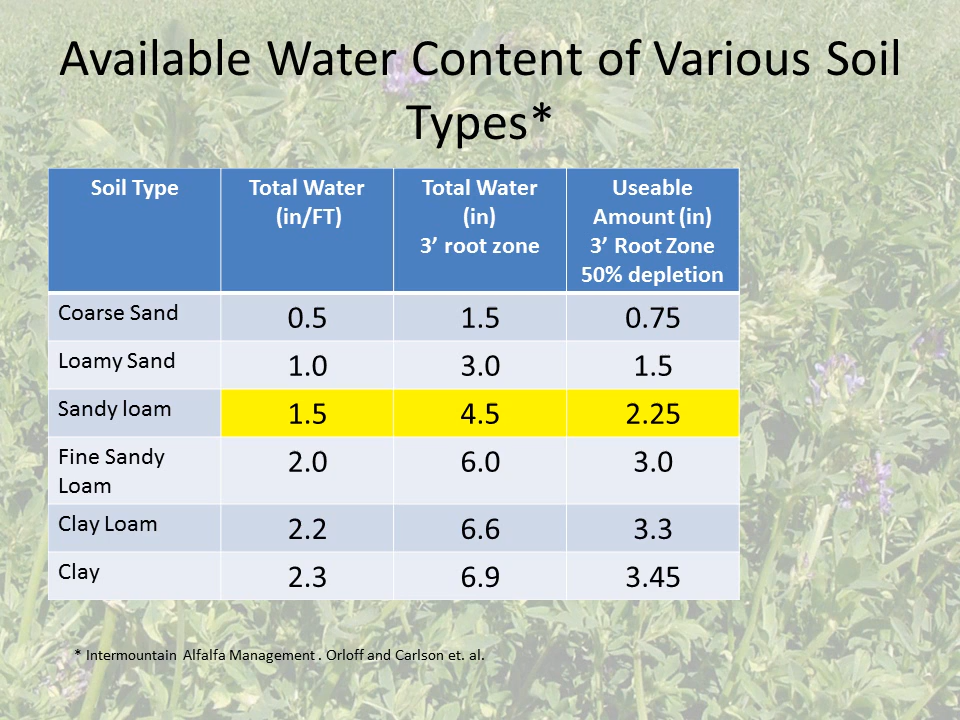 Available Water Content of Various Soil
Types*
Soil Type
Total Water
(in/FT)
Total Water
(in)
3’ root zone
Useable
Amount (in)
3’ Root Zone
50% depletion
Coarse Sand 0.5 1.5 0.75
Loamy Sand 1.0 3.0 1.5
Sandy loam 1.5 4.5 2.25
Fine Sandy
Loam 2.0 6.0 3.0
Clay Loam 2.2 6.6 3.3
Clay 2.3 6.9 3.45
* Intermountain Alfalfa Management . Orloff and Carlson et. al.